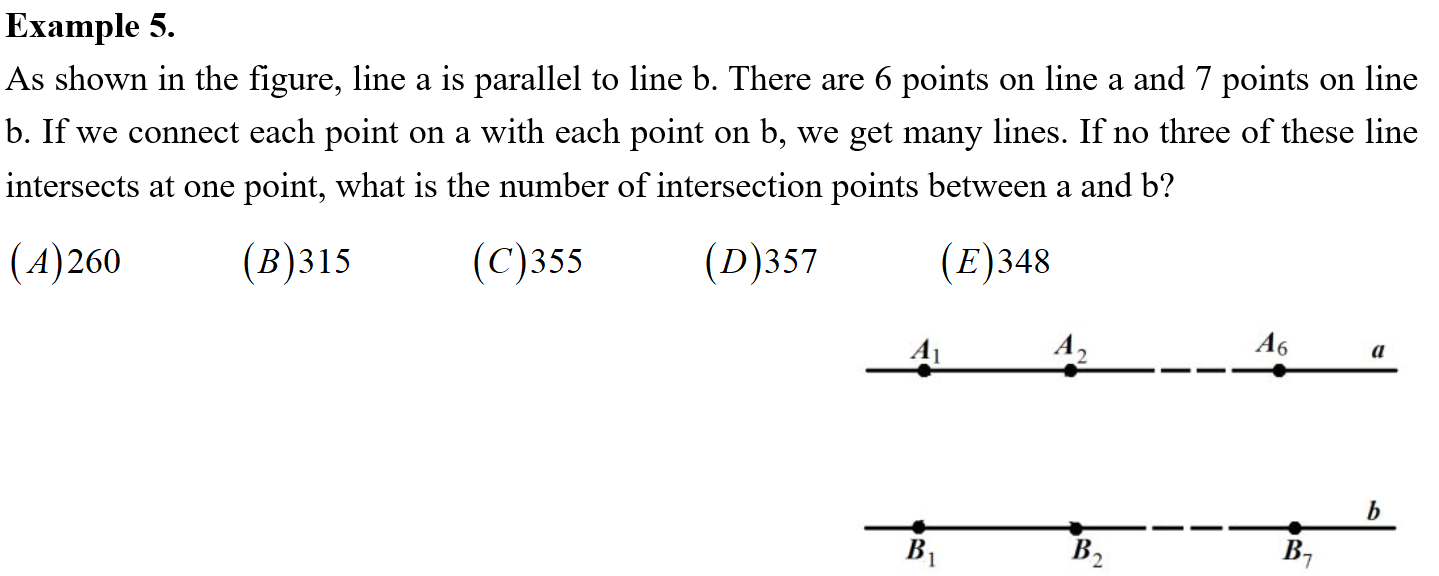 Example 5.
As shown in the figure, line a is parallel to line b. There are 6 points on line a and 7 points on line
b. If we connect each point on a with each point on b, we get many lines. If no three of these line
intersects at one point, what is the number of intersection points between a and b?
(A)260 (B)315 (C)355 (D)357 (E)348
A₁ A₂ A₆ a
b
B₁ B₂ B₇